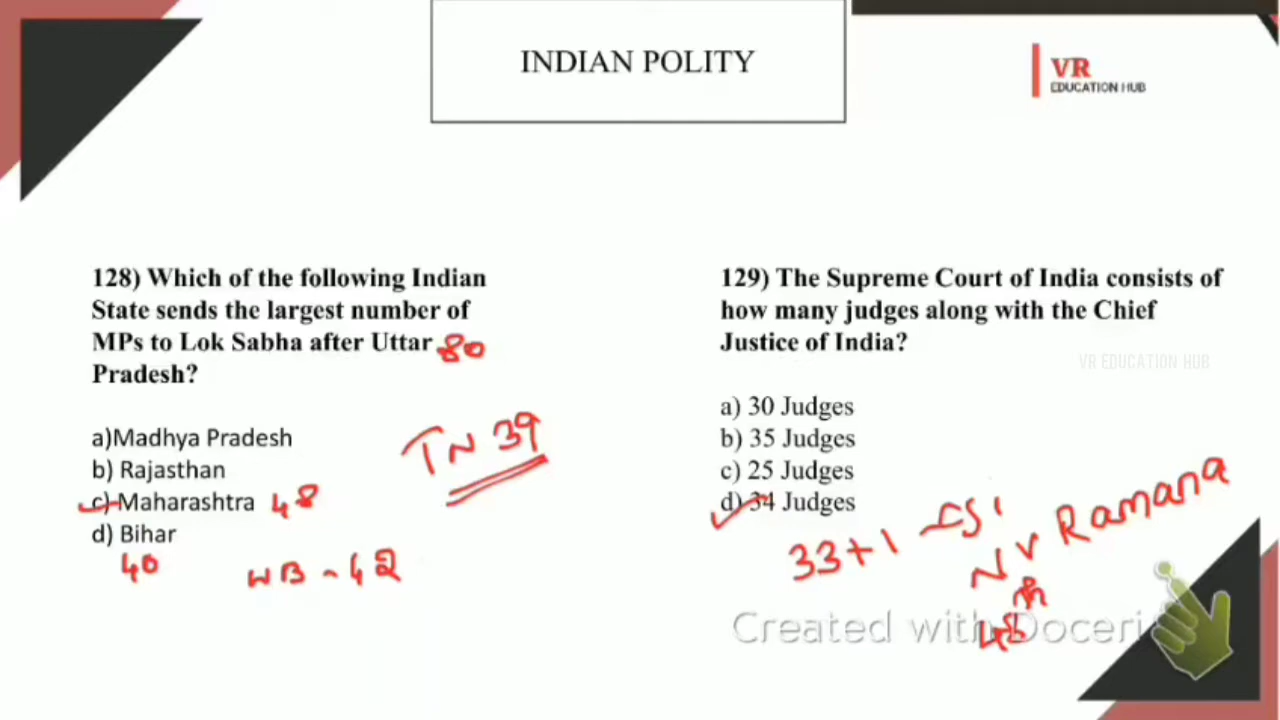 INDIAN POLITY
VR
EDUCATION HUB
128) Which of the following Indian
State sends the largest number of
MPs to Lok Sabha after Uttar 80
Pradesh?
a)Madhya Pradesh
b) Rajasthan
c) Maharashtra 48
d) Bihar
40
WB - 42
TN 39
129) The Supreme Court of India consists of
how many judges along with the Chief
Justice of India?
VR EDUCATION HUB
a) 30 Judges
b) 35 Judges
c) 25 Judges
d) 34 Judges
33+1
N V Ramana
48th
Created with Doceri